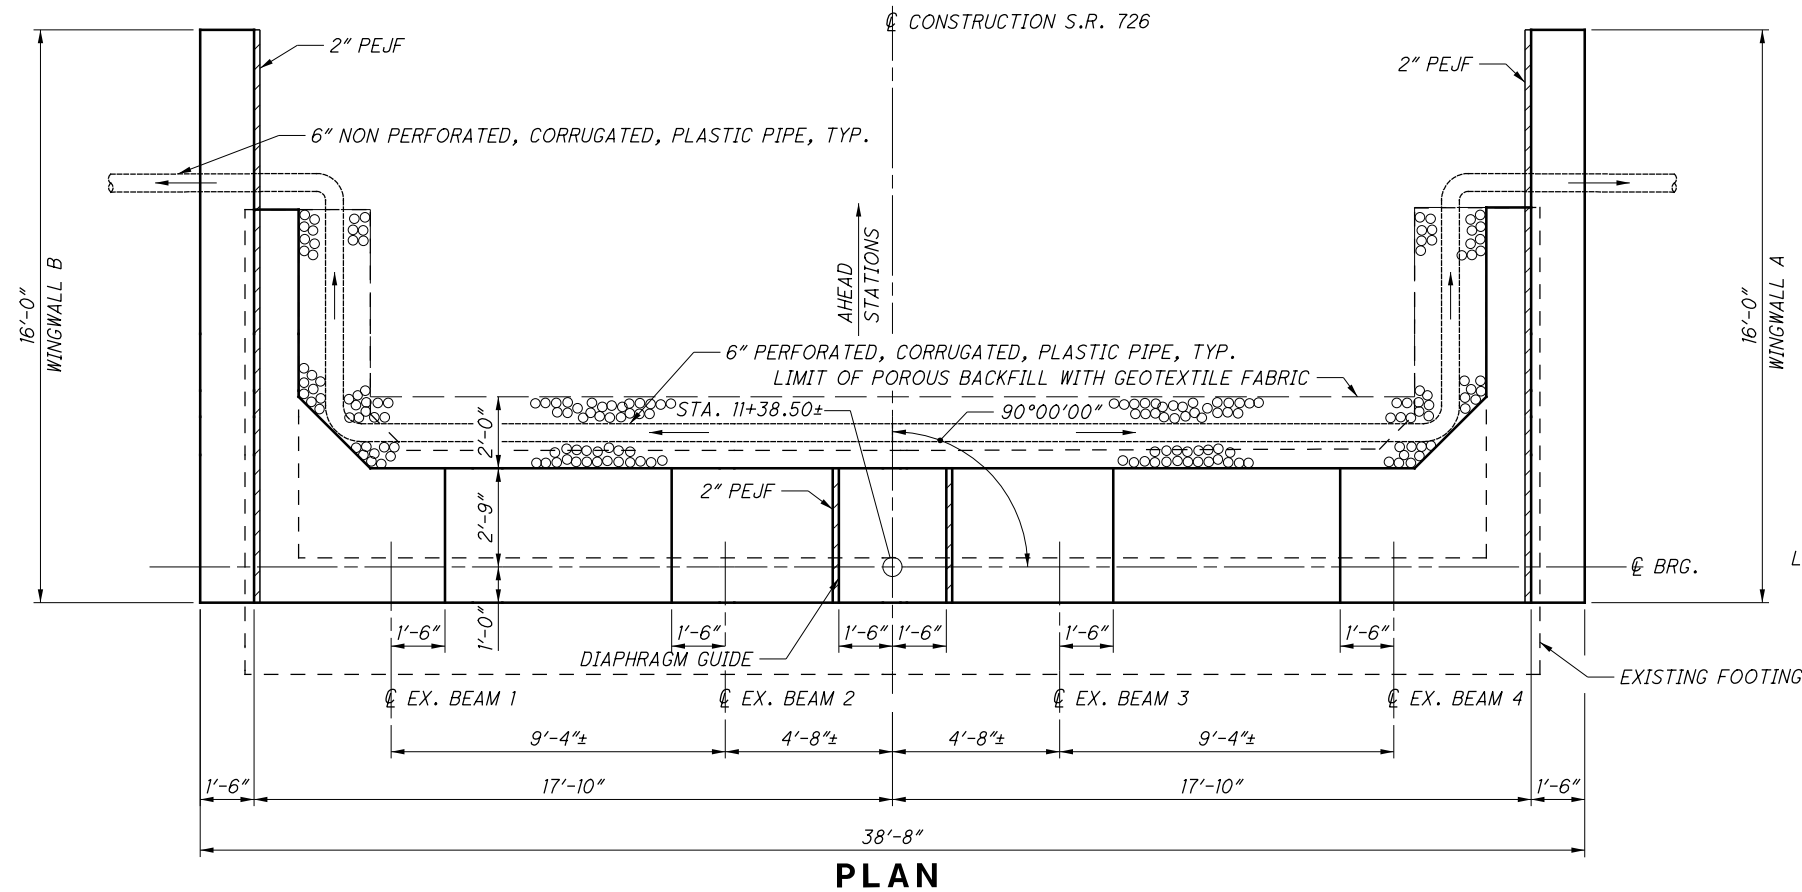 ℄ CONSTRUCTION S.R. 726
2" PEJF
2" PEJF
6" NON PERFORATED, CORRUGATED, PLASTIC PIPE, TYP.
16'-0"
WINGWALL B
AHEAD
STATIONS
16'-0"
WINGWALL A
6" PERFORATED, CORRUGATED, PLASTIC PIPE, TYP.
LIMIT OF POROUS BACKFILL WITH GEOTEXTILE FABRIC
STA. 11+38.50±
90°00'00"
2'-0"
2" PEJF
2'-9"
℄ BRG.
L
1'-0"
1'-6"
1'-6"
1'-6"
1'-6"
1'-6"
1'-6"
DIAPHRAGM GUIDE
EXISTING FOOTING
℄ EX. BEAM 1
℄ EX. BEAM 2
℄ EX. BEAM 3
℄ EX. BEAM 4
9'-4"±
4'-8"±
4'-8"±
9'-4"±
1'-6"
17'-10"
17'-10"
1'-6"
38'-8"
PLAN